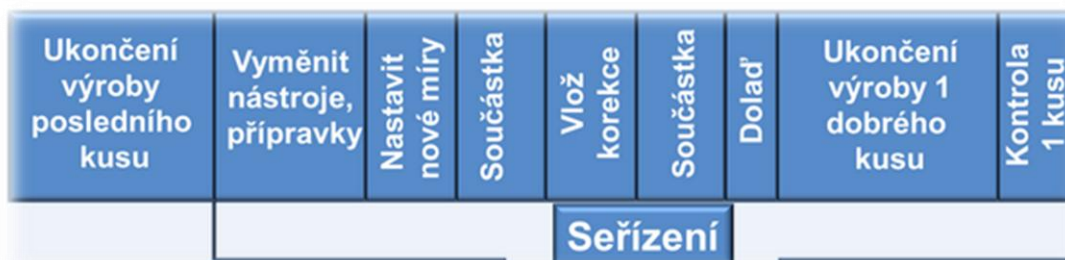 Ukončení
výroby
posledního
kusu
Vyměnit
nástroje,
přípravky
Nastavit
nové míry
Součástka
Vlož
korekce
Součástka
Dolaď
Ukončení
výroby 1
dobrého
kusu
Kontrola
1 kusu
Seřízení